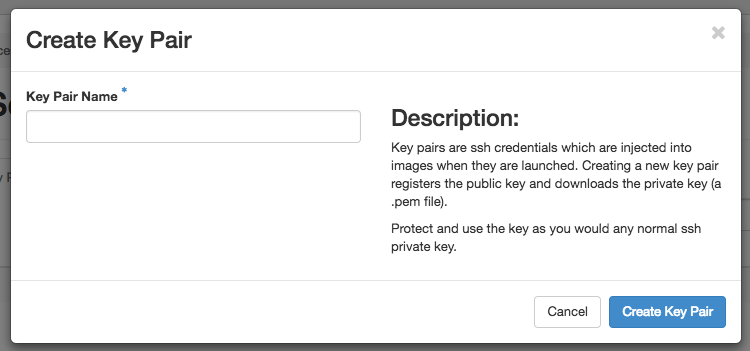 Create Key Pair
×
Key Pair Name *
Description:
Key pairs are ssh credentials which are injected into
images when they are launched. Creating a new key pair
registers the public key and downloads the private key (a
.pem file).
Protect and use the key as you would any normal ssh
private key.
Cancel
Create Key Pair